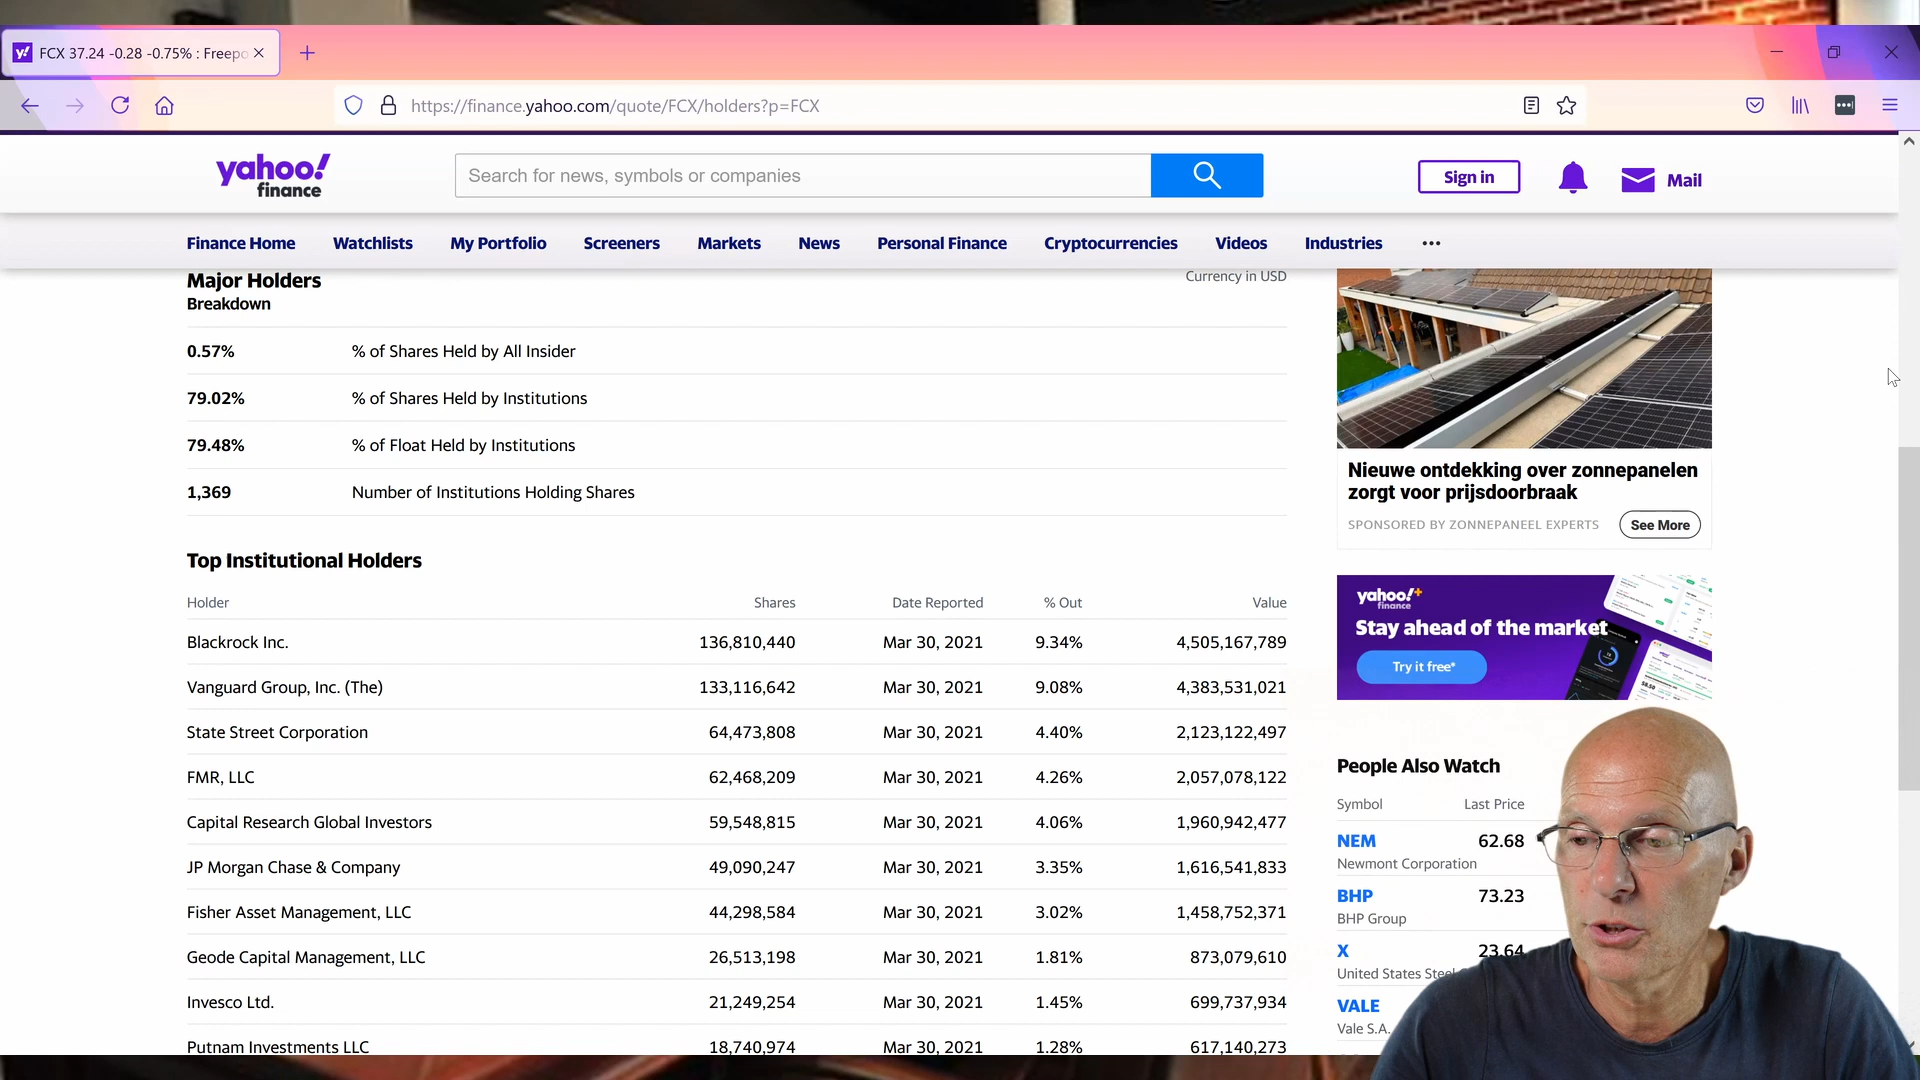 FCX 37.24 -0.28 -0.75% : Freepo
https://finance.yahoo.com/quote/FCX/holders?p=FCX
yahoo!
finance
Search for news, symbols or companies
Sign in
Mail
Finance Home Watchlists My Portfolio Screeners Markets News Personal Finance Cryptocurrencies Videos Industries •••
Major Holders
Currency in USD
Breakdown
0.57% % of Shares Held by All Insider
79.02% % of Shares Held by Institutions
79.48% % of Float Held by Institutions
1,369 Number of Institutions Holding Shares
Top Institutional Holders
Holder Shares Date Reported % Out Value
Blackrock Inc. 136,810,440 Mar 30, 2021 9.34% 4,505,167,789
Vanguard Group, Inc. (The) 133,116,642 Mar 30, 2021 9.08% 4,383,531,021
State Street Corporation 64,473,808 Mar 30, 2021 4.40% 2,123,122,497
FMR, LLC 62,468,209 Mar 30, 2021 4.26% 2,057,078,122
Capital Research Global Investors 59,548,815 Mar 30, 2021 4.06% 1,960,942,477
JP Morgan Chase & Company 49,090,247 Mar 30, 2021 3.35% 1,616,541,833
Fisher Asset Management, LLC 44,298,584 Mar 30, 2021 3.02% 1,458,752,371
Geode Capital Management, LLC 26,513,198 Mar 30, 2021 1.81% 873,079,610
Invesco Ltd. 21,249,254 Mar 30, 2021 1.45% 699,737,934
Putnam Investments LLC 18,740,974 Mar 30, 2021 1.28% 617,140,273
Nieuwe ontdekking over zonnepanelen
zorgt voor prijsdoorbraak
SPONSORED BY ZONNEPANEEL EXPERTS
See More
yahoo!+
finance
Stay ahead of the market
Try it free*
People Also Watch
Symbol Last Price
NEM 62.68
Newmont Corporation
BHP 73.23
BHP Group
X 23.64
United States Steel
VALE
Vale S.A.